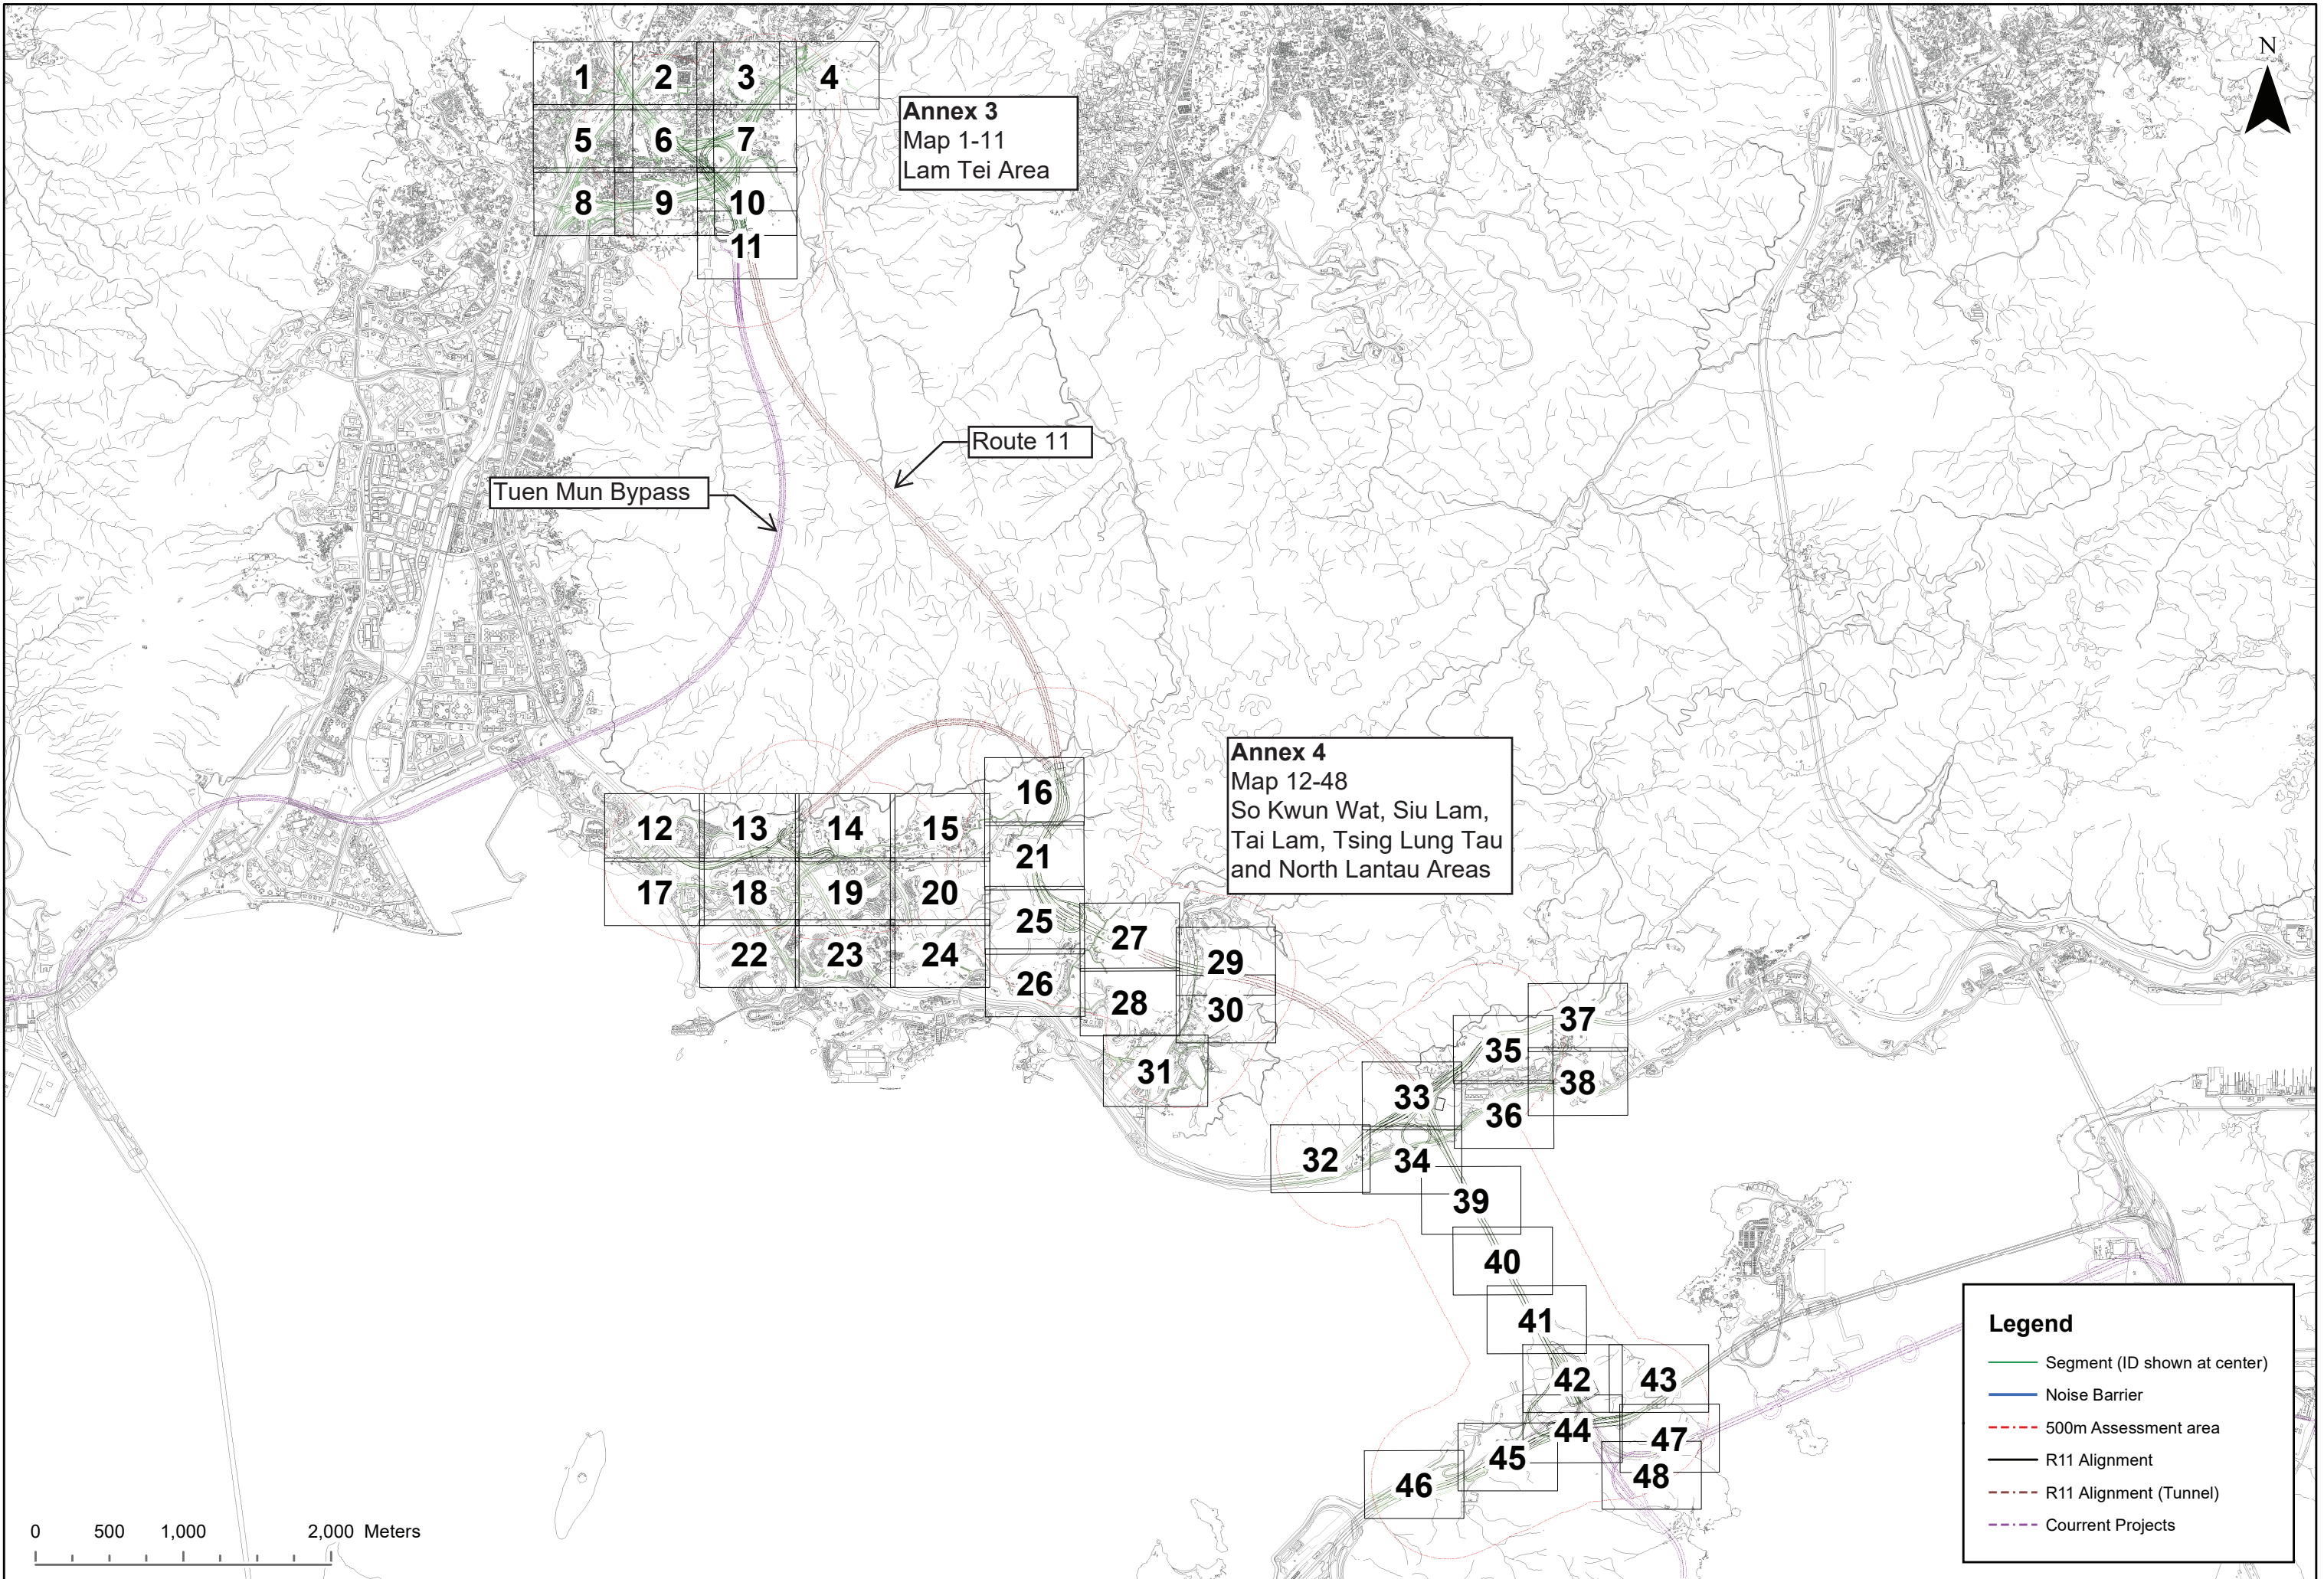 N
1
2
3
4
5
6
7
8
9
10
11
Annex 3
Map 1-11
Lam Tei Area
Route 11
Tuen Mun Bypass
Annex 4
Map 12-48
So Kwun Wat, Siu Lam,
Tai Lam, Tsing Lung Tau
and North Lantau Areas
12
13
14
15
16
17
18
19
20
21
22
23
24
25
26
27
28
29
30
31
32
33
34
35
36
37
38
39
40
41
42
43
44
45
46
47
48
Legend
Segment (ID shown at center)
Noise Barrier
500m Assessment area
R11 Alignment
R11 Alignment (Tunnel)
Courrent Projects
0 500 1,000 2,000 Meters